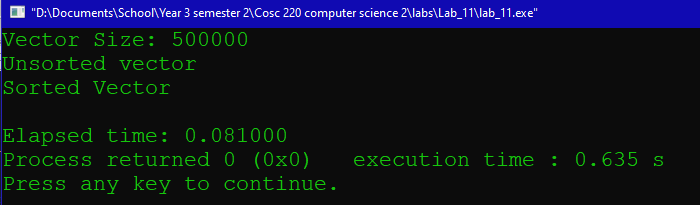 "D:\Documents\School\Year 3 semester 2\Cosc 220 computer science 2\labs\Lab_11\lab_11.exe"
Vector Size: 500000
Unsorted vector
Sorted Vector
Elapsed time: 0.081000
Process returned 0 (0x0)   execution time : 0.635 s
Press any key to continue.